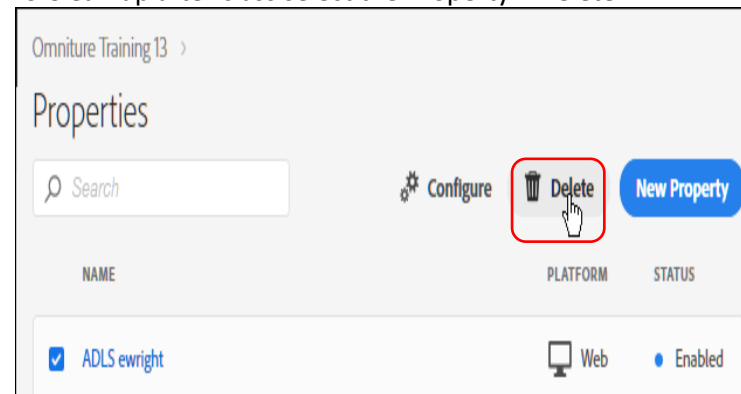 Omniture Training 13 >
Properties
Search
Configure
Delete
New Property
NAME PLATFORM STATUS
ADLS ewright Web Enabled